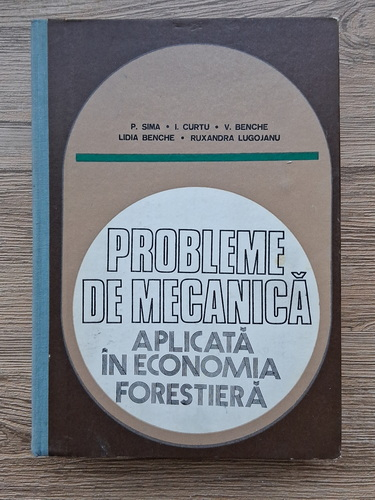 P. SIMA • I. CURTU • V. BENCHE
LIDIA BENCHE • RUXANDRA LUGOJANU
PROBLEME
DE MECANICĂ
APLICATĂ
ÎN ECONOMIA
FORESTIERĂ